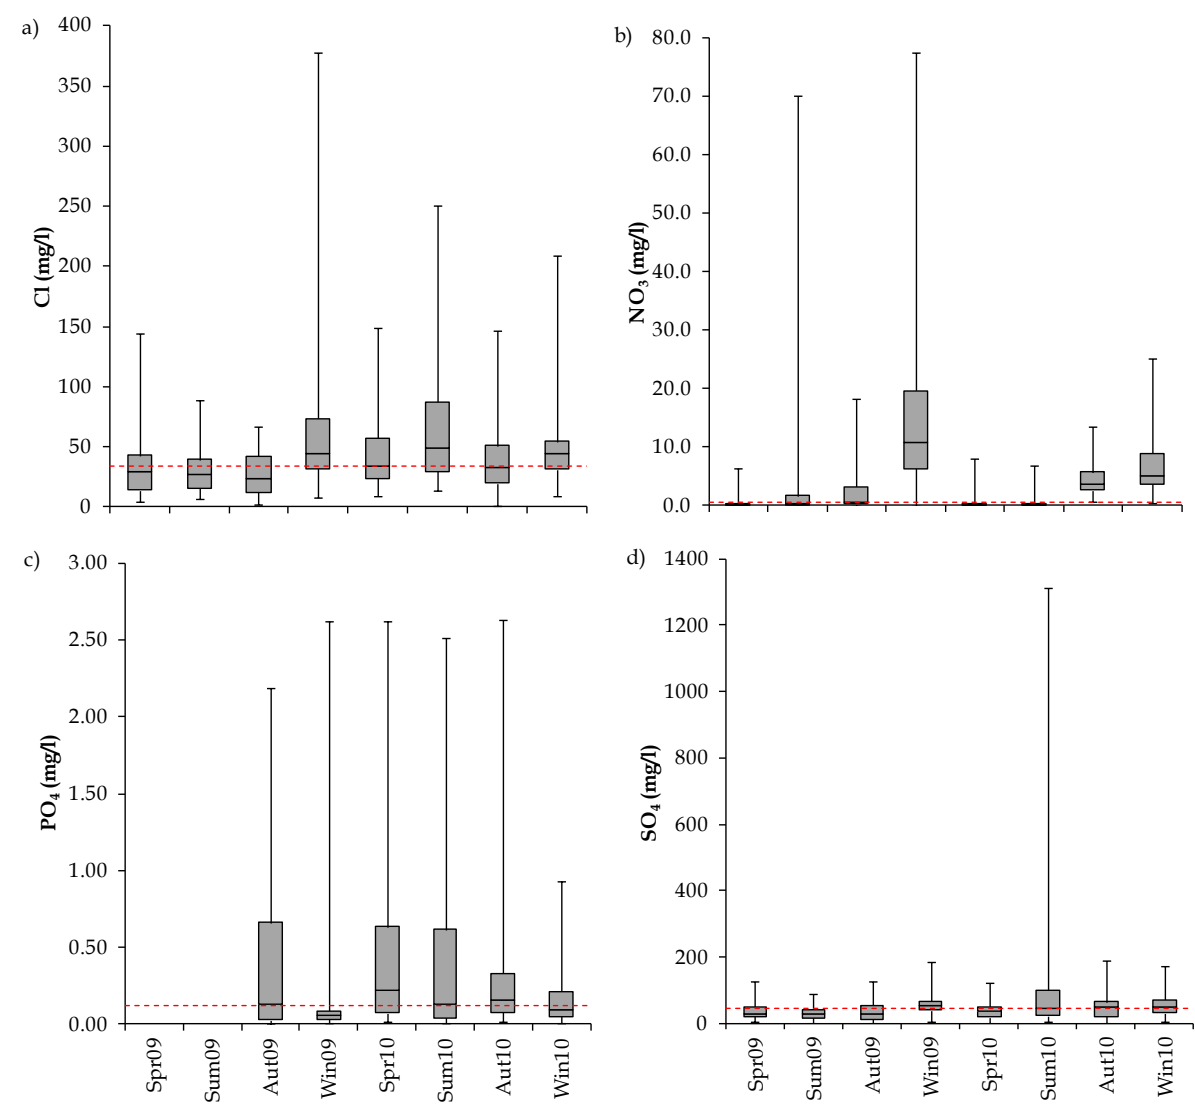 a)
400
350
300
250
200
150
100
50
0
Cl (mg/l)
b)
80.0
70.0
60.0
50.0
40.0
30.0
20.0
10.0
0.0
NO₃ (mg/l)
c)
3.00
2.50
2.00
1.50
1.00
0.50
0.00
PO₄ (mg/l)
Spr09
Sum09
Aut09
Win09
Spr10
Sum10
Aut10
Win10
d)
1400
1200
1000
800
600
400
200
0
SO₄ (mg/l)
Spr09
Sum09
Aut09
Win09
Spr10
Sum10
Aut10
Win10